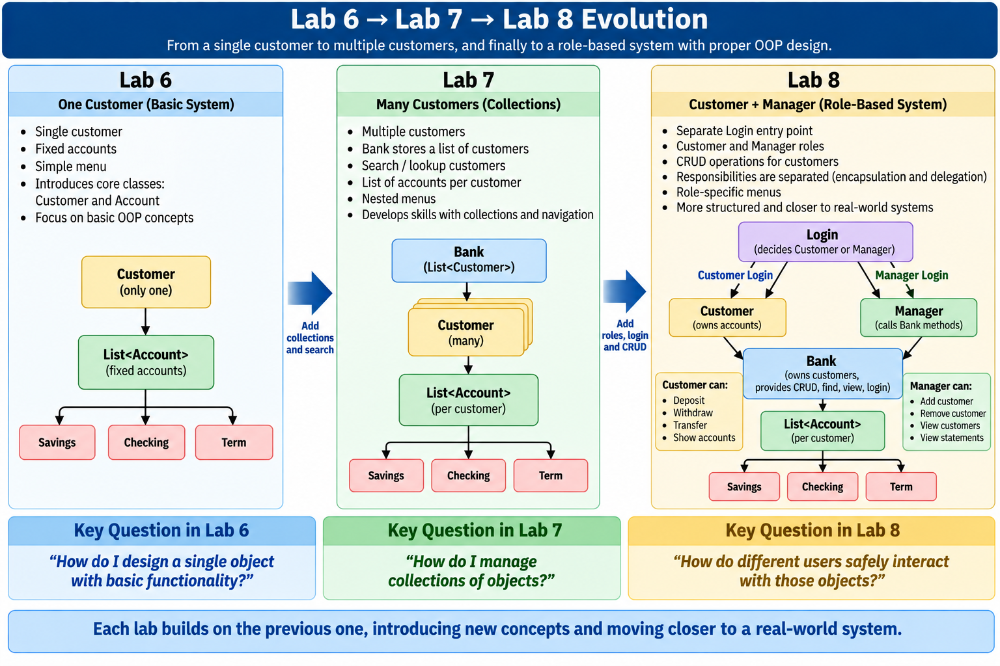 Lab 6 → Lab 7 → Lab 8 Evolution
From a single customer to multiple customers, and finally to a role-based system with proper OOP design.
Lab 6
One Customer (Basic System)
• Single customer
• Fixed accounts
• Simple menu
• Introduces core classes:
Customer and Account
• Focus on basic OOP concepts
Customer
(only one)
List<Account>
(fixed accounts)
Savings
Checking
Term
Add
collections
and search
Lab 7
Many Customers (Collections)
• Multiple customers
• Bank stores a list of customers
• Search / lookup customers
• List of accounts per customer
• Nested menus
• Develops skills with collections and navigation
Bank
(List<Customer>)
Customer
(many)
List<Account>
(per customer)
Savings
Checking
Term
Add
roles, login
and CRUD
Lab 8
Customer + Manager (Role-Based System)
• Separate Login entry point
• Customer and Manager roles
• CRUD operations for customers
• Responsibilities are separated (encapsulation and delegation)
• Role-specific menus
• More structured and closer to real-world systems
Login
(decides Customer or Manager)
Customer Login
Manager Login
Customer
(owns accounts)
Manager
(calls Bank methods)
Bank
(owns customers,
provides CRUD, find, view, login)
Customer can:
• Deposit
• Withdraw
• Transfer
• Show accounts
Manager can:
• Add customer
• Remove customer
• View customers
• View statements
List<Account>
(per customer)
Savings
Checking
Term
Key Question in Lab 6
“How do I design a single object
with basic functionality?”
Key Question in Lab 7
“How do I manage
collections of objects?”
Key Question in Lab 8
“How do different users safely interact
with those objects?”
Each lab builds on the previous one, introducing new concepts and moving closer to a real-world system.